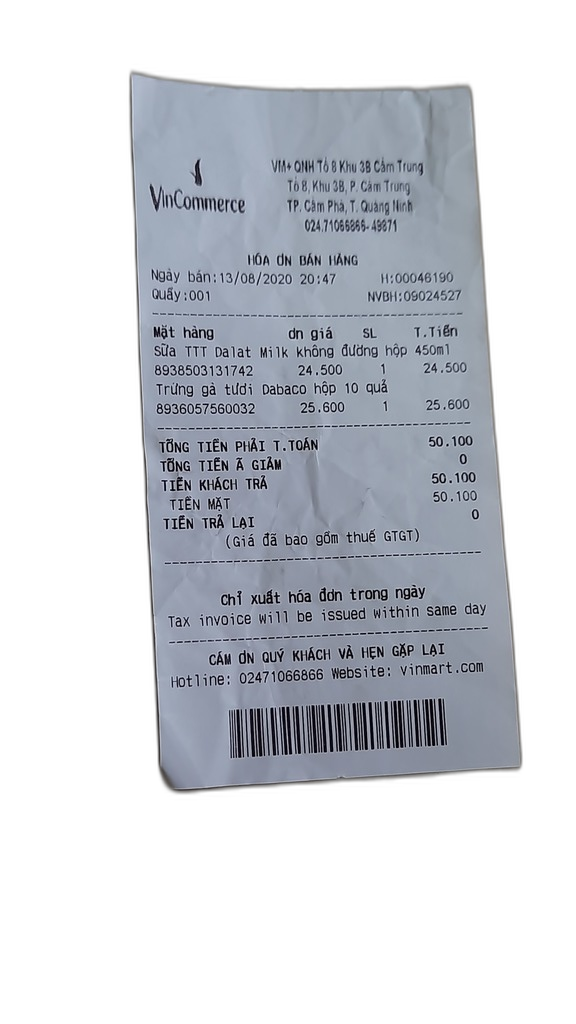 VinCommerce
VM+ QNH Tổ 8 Khu 3B Cẩm Trung
Tổ 8, Khu 3B, P. Cẩm Trung
TP. Cẩm Phả, T. Quảng Ninh
024.71066866-49871
HÓA ƠN BÁN HÀNG
Ngày bán:13/08/2020 20:47 H:00046190
Quầy:001 NVBH:09024527
Mặt hàng ơn giá SL T.Tiền
Sữa TTT Dalat Milk không đường hộp 450ml
8938503131742 24.500 1 24.500
Trứng gà tươi Dabaco hộp 10 quả
8936057560032 25.600 1 25.600
TỔNG TIỀN PHẢI T.TOÁN 50.100
TỔNG TIỀN Ã GIẢM 0
TIỀN KHÁCH TRẢ 50.100
TIỀN MẶT 50.100
TIỀN TRẢ LẠI 0
(Giá đã bao gồm thuế GTGT)
Chỉ xuất hóa đơn trong ngày
Tax invoice will be issued within same day
CẢM ƠN QUÝ KHÁCH VÀ HẸN GẶP LẠI
Hotline: 02471066866 Website: vinmart.com